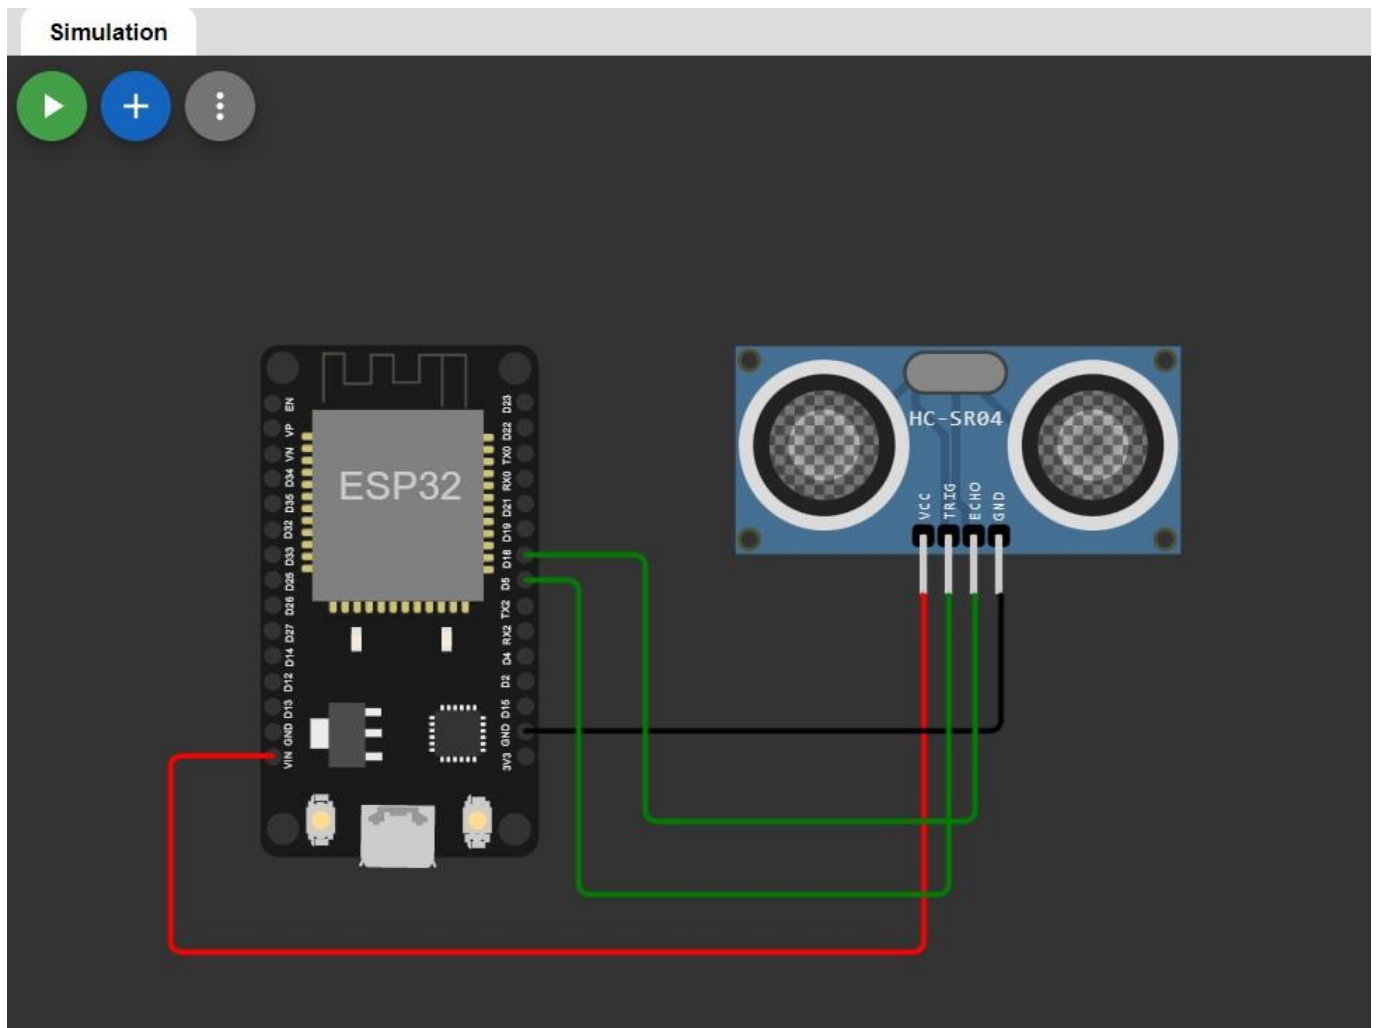 Simulation
EN
VP
VN
D34
D35
D32
D33
D25
D26
D27
D14
D12
D13
GND
VIN
ESP32
D23
D22
TX0
RX0
D21
D19
D18
D5
TX2
RX2
D4
D2
D15
GND
3V3
HC-SR04
VCC
TRIG
ECHO
GND